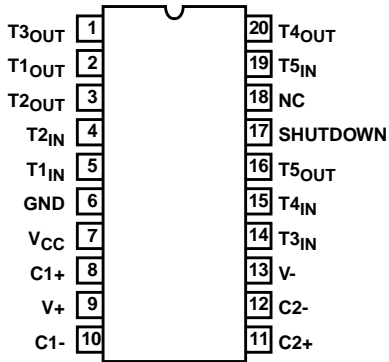 T3OUT 1 20 T4OUT
T1OUT 2 19 T5IN
T2OUT 3 18 NC
T2IN 4 17 SHUTDOWN
T1IN 5 16 T5OUT
GND 6 15 T4IN
VCC 7 14 T3IN
C1+ 8 13 V-
V+ 9 12 C2-
C1- 10 11 C2+